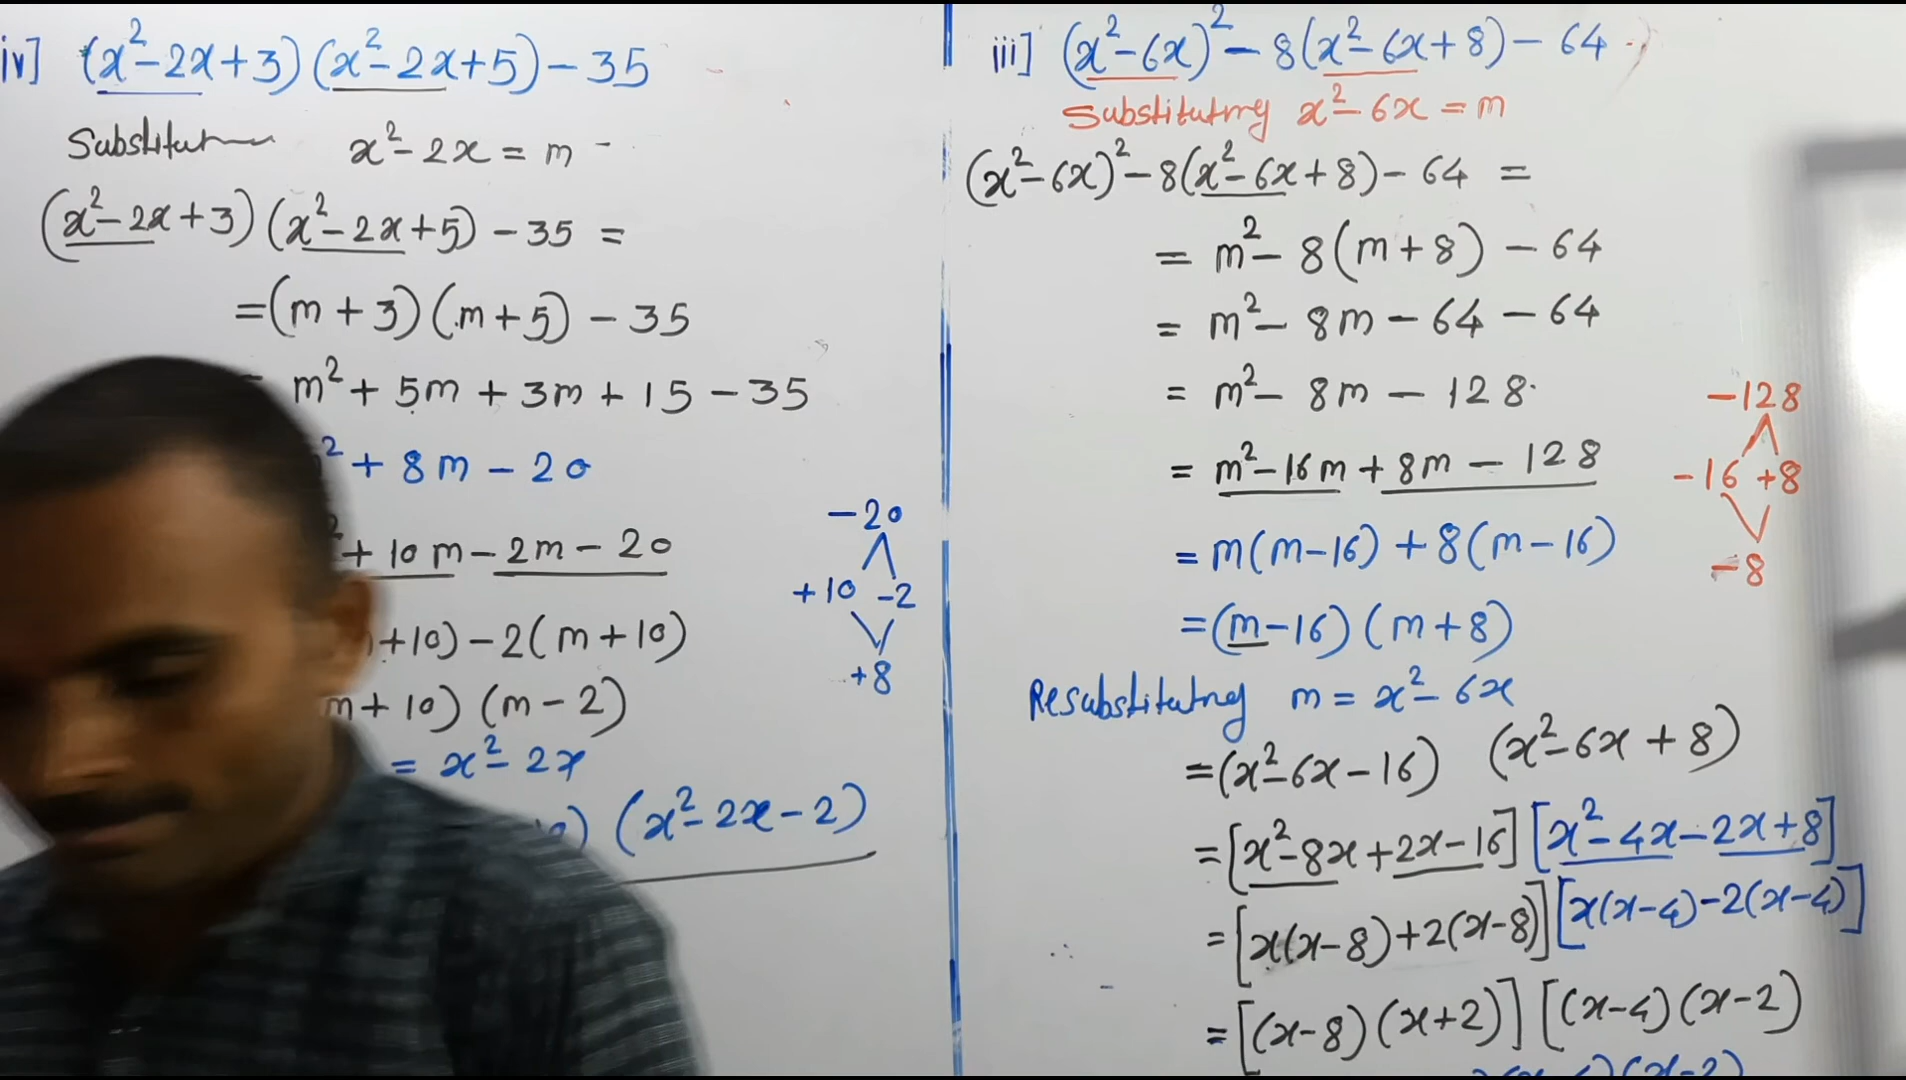 iv] (x²-2x+3)(x²-2x+5)-35
x²-2x = m
(x²-2x+3)(x²-2x+5)-35 =
=(m+3)(m+5)-35
m²+5m+3m+15-35
²+8m-20
+10m-2m-20
+10)-2(m+10)
m+10)(m-2)
= x²-2x
) (x²-2x-2)
-20
+10 -2
+8
iii] (x²-6x)²-8(x²-6x+8)-64
Substituting x²-6x = m
(x²-6x)²-8(x²-6x+8)-64 =
= m²-8(m+8)-64
= m²-8m-64-64
= m²-8m-128
= m²-16m+8m-128
= m(m-16)+8(m-16)
=(m-16)(m+8)
Resubstituting m = x²-6x
=(x²-6x-16) (x²-6x+8)
=[x²-8x+2x-16][x²-4x-2x+8]
=[x(x-8)+2(x-8)][x(x-4)-2(x-4)]
=[(x-8)(x+2)][(x-4)(x-2)
-128
-16 +8
-8